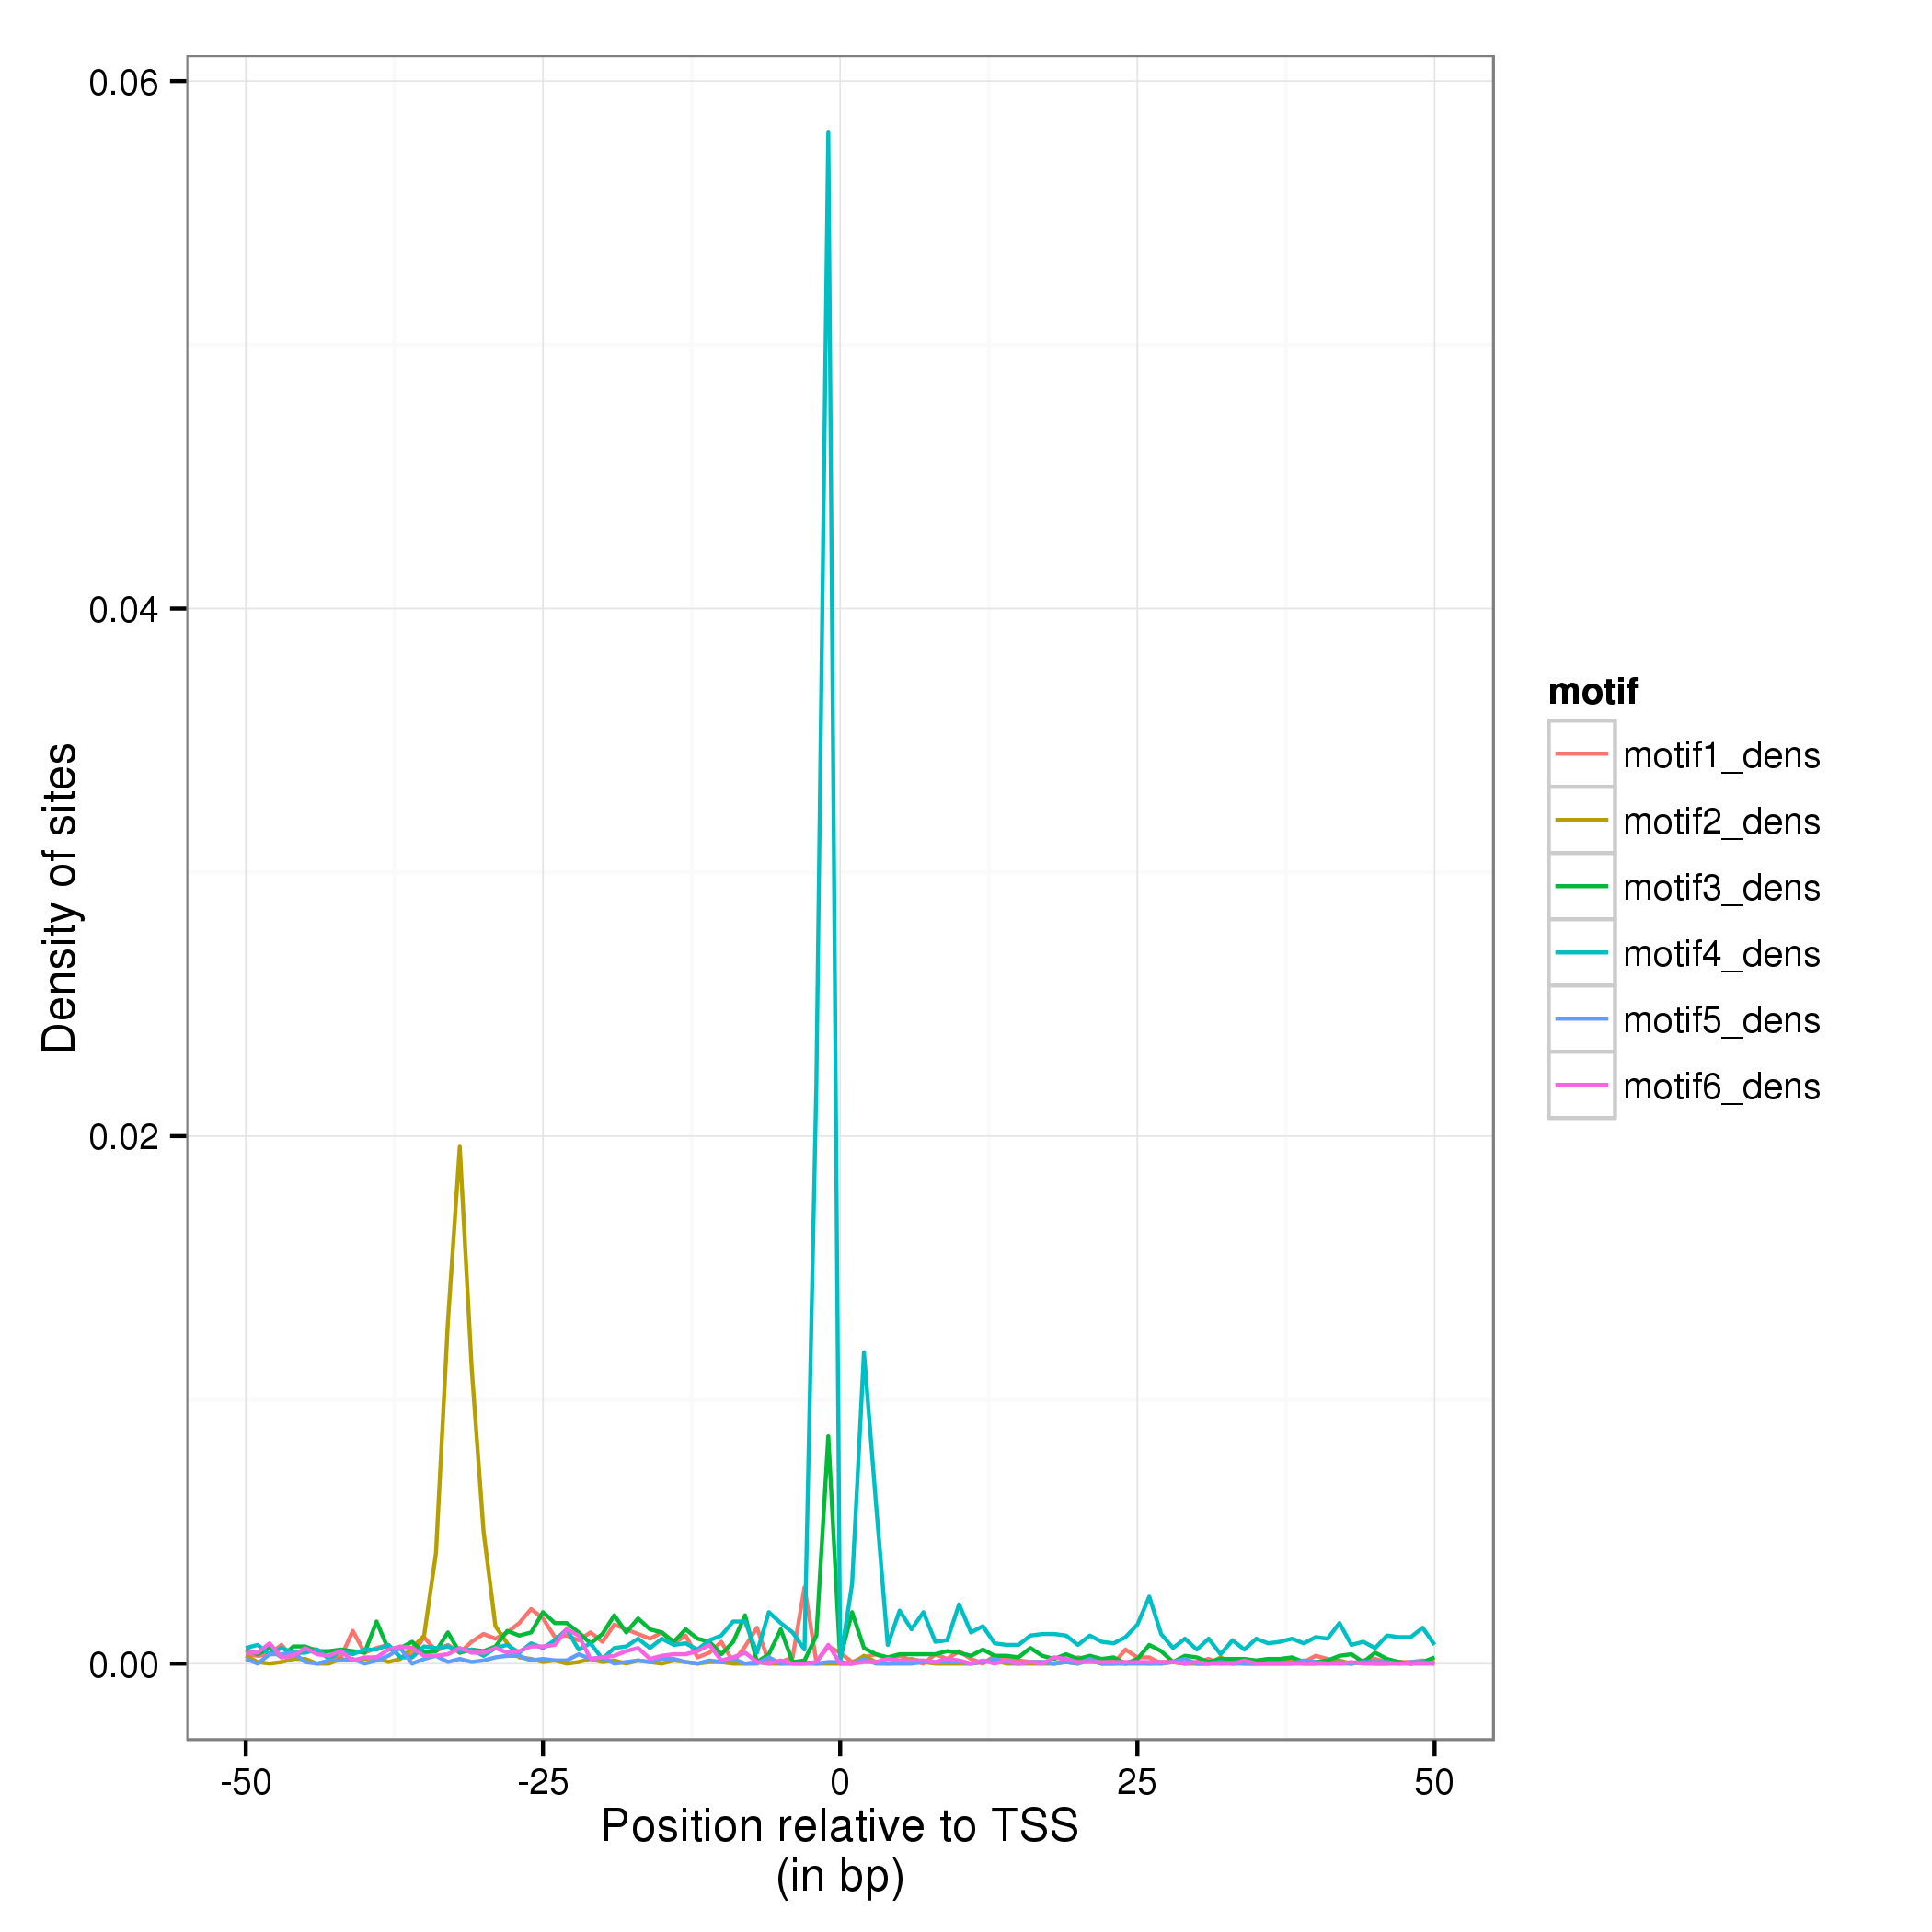 0.06
0.04
0.02
0.00
Density of sites
-50
-25
0
25
50
Position relative to TSS
(in bp)
motif
motif1_dens
motif2_dens
motif3_dens
motif4_dens
motif5_dens
motif6_dens